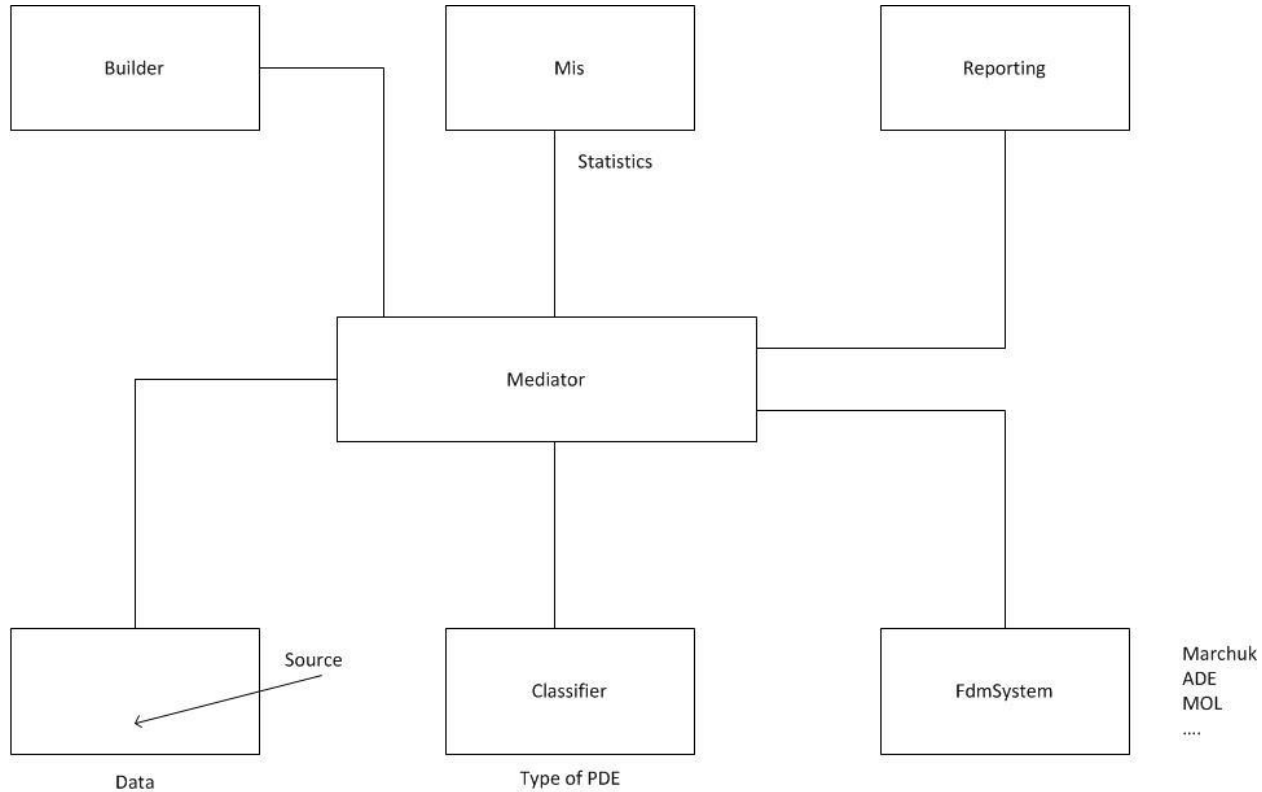 Builder
Mis
Reporting
Statistics
Mediator
Source
Classifier
FdmSystem
Marchuk
ADE
MOL
....
Data
Type of PDE